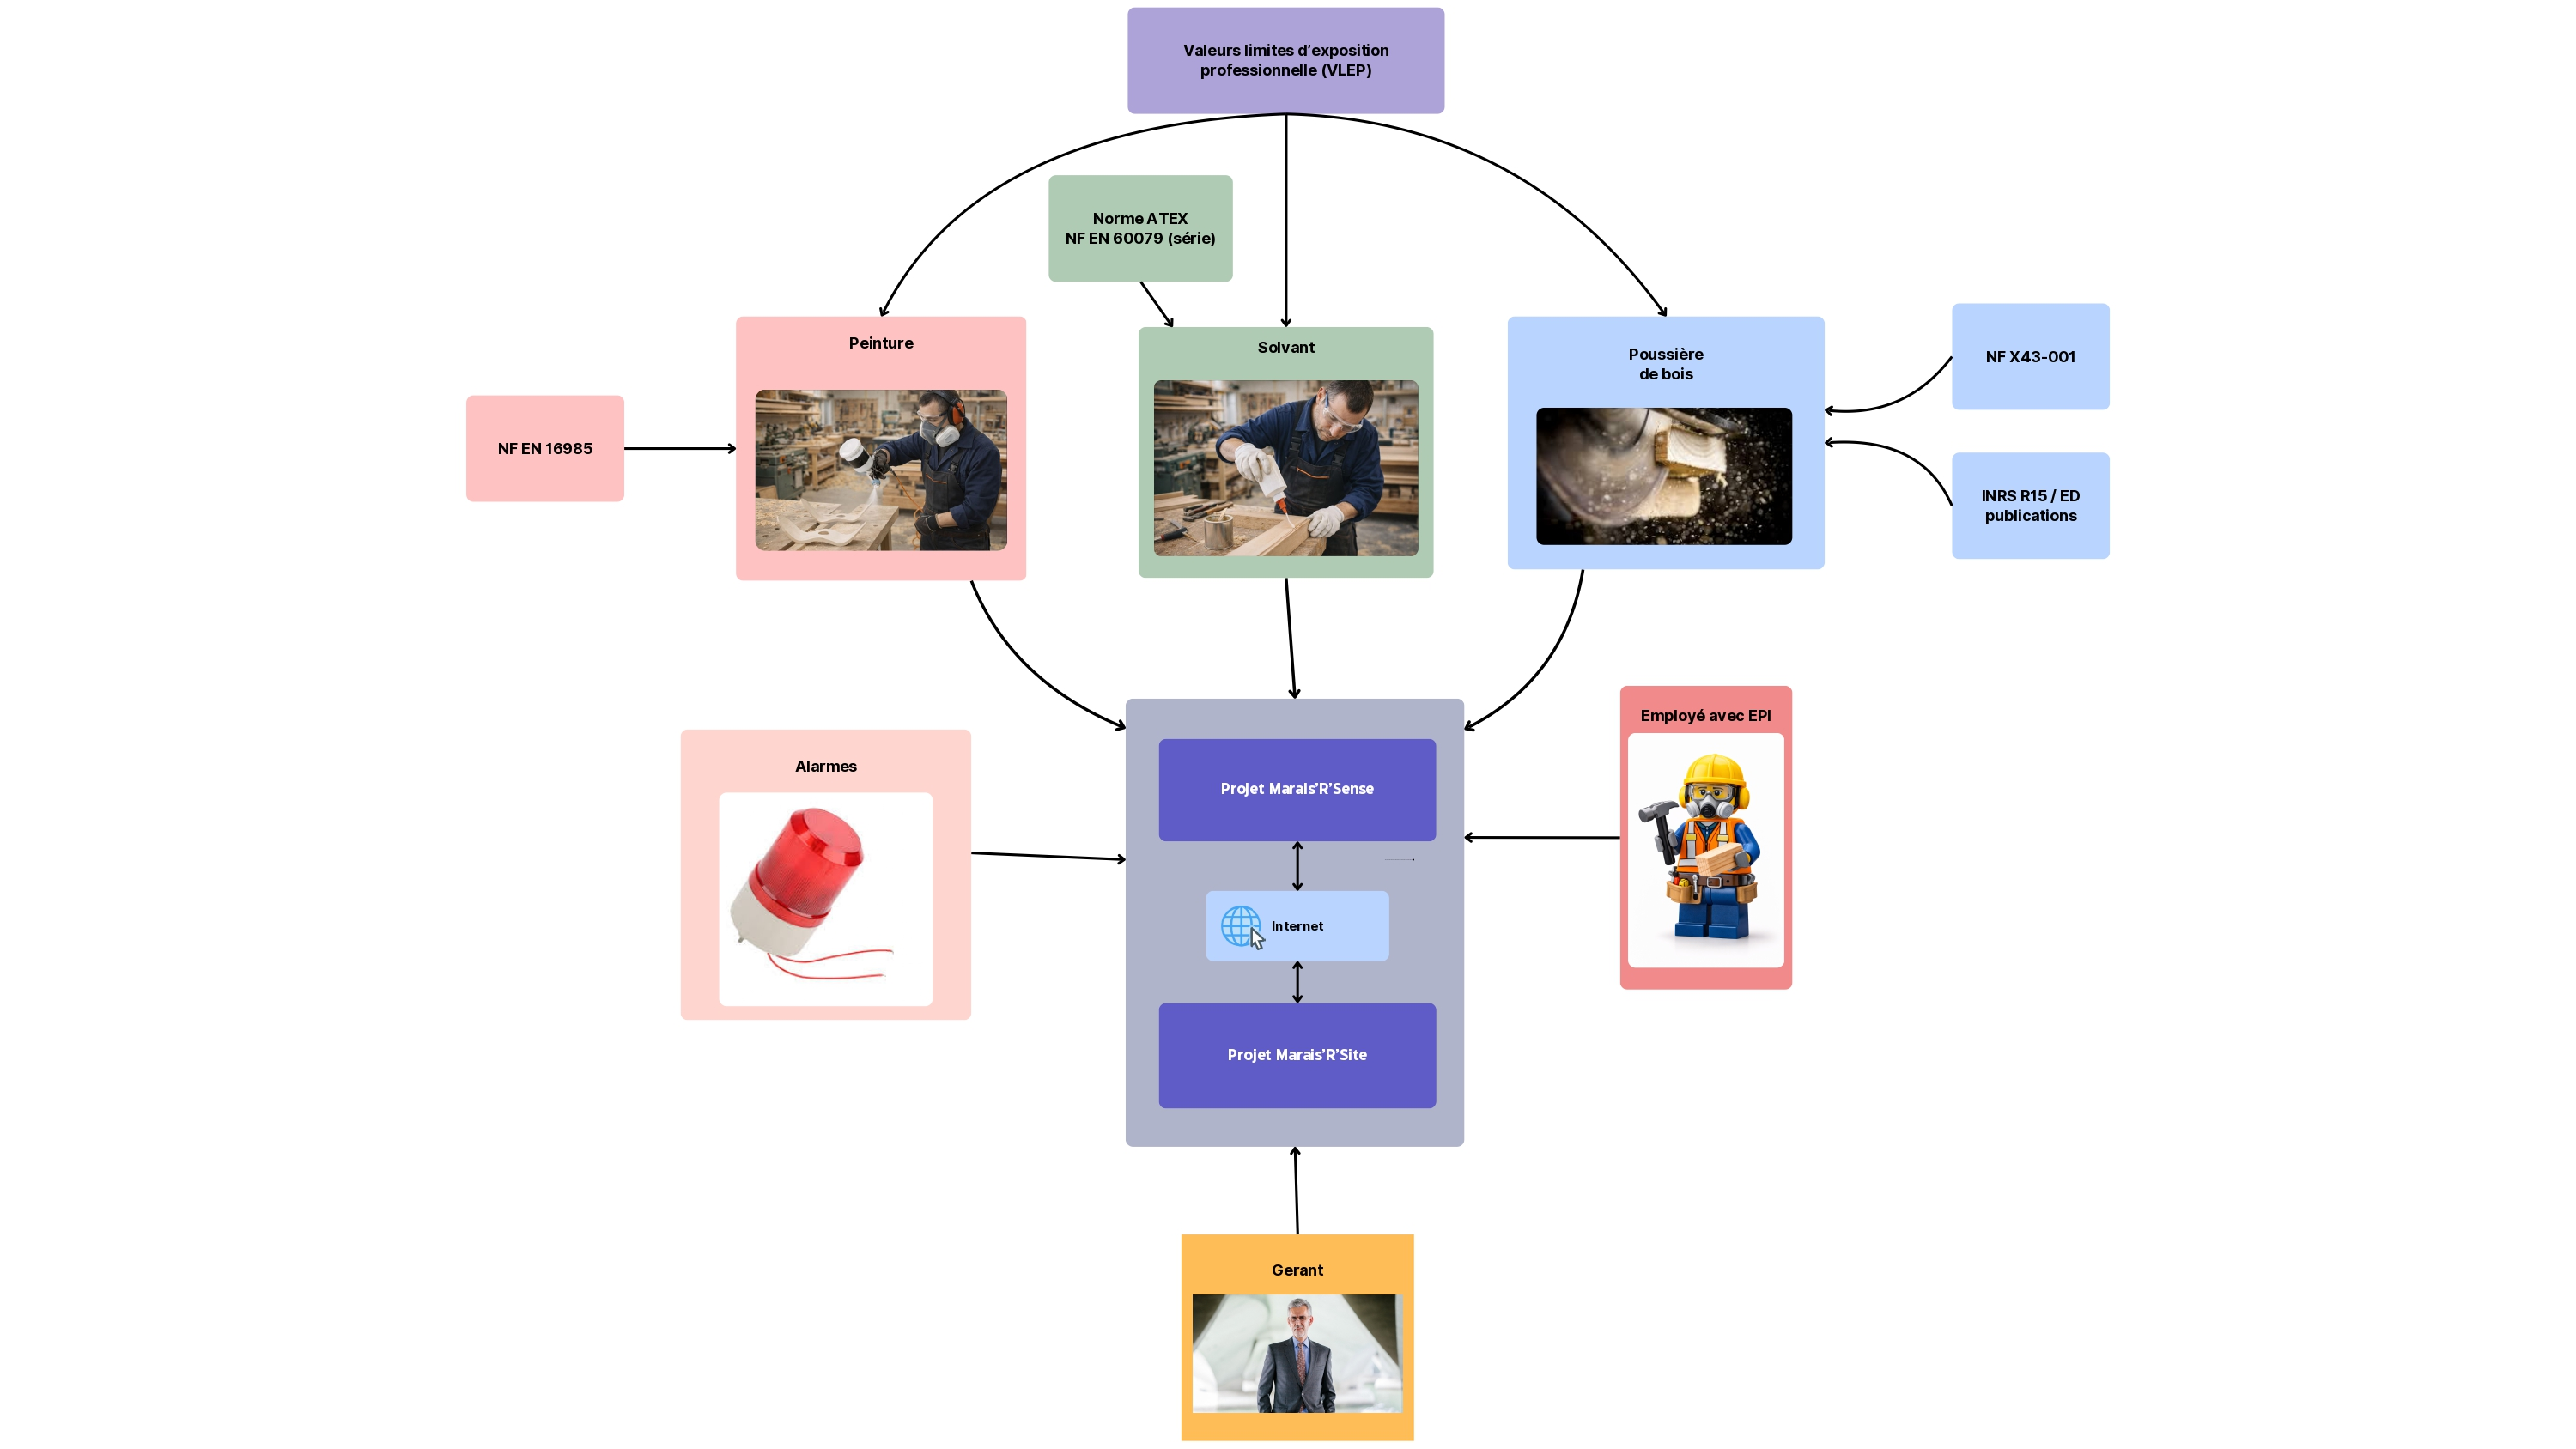 Valeurs limites d'exposition
professionnelle (VLEP)
Norme ATEX
NF EN 60079 (série)
Peinture
Solvant
Poussière
de bois
NF X43-001
NF EN 16985
INRS R15 / ED
publications
Employé avec EPI
Alarmes
Projet Marais'R'Sense
Internet
Projet Marais'R'Site
Gerant